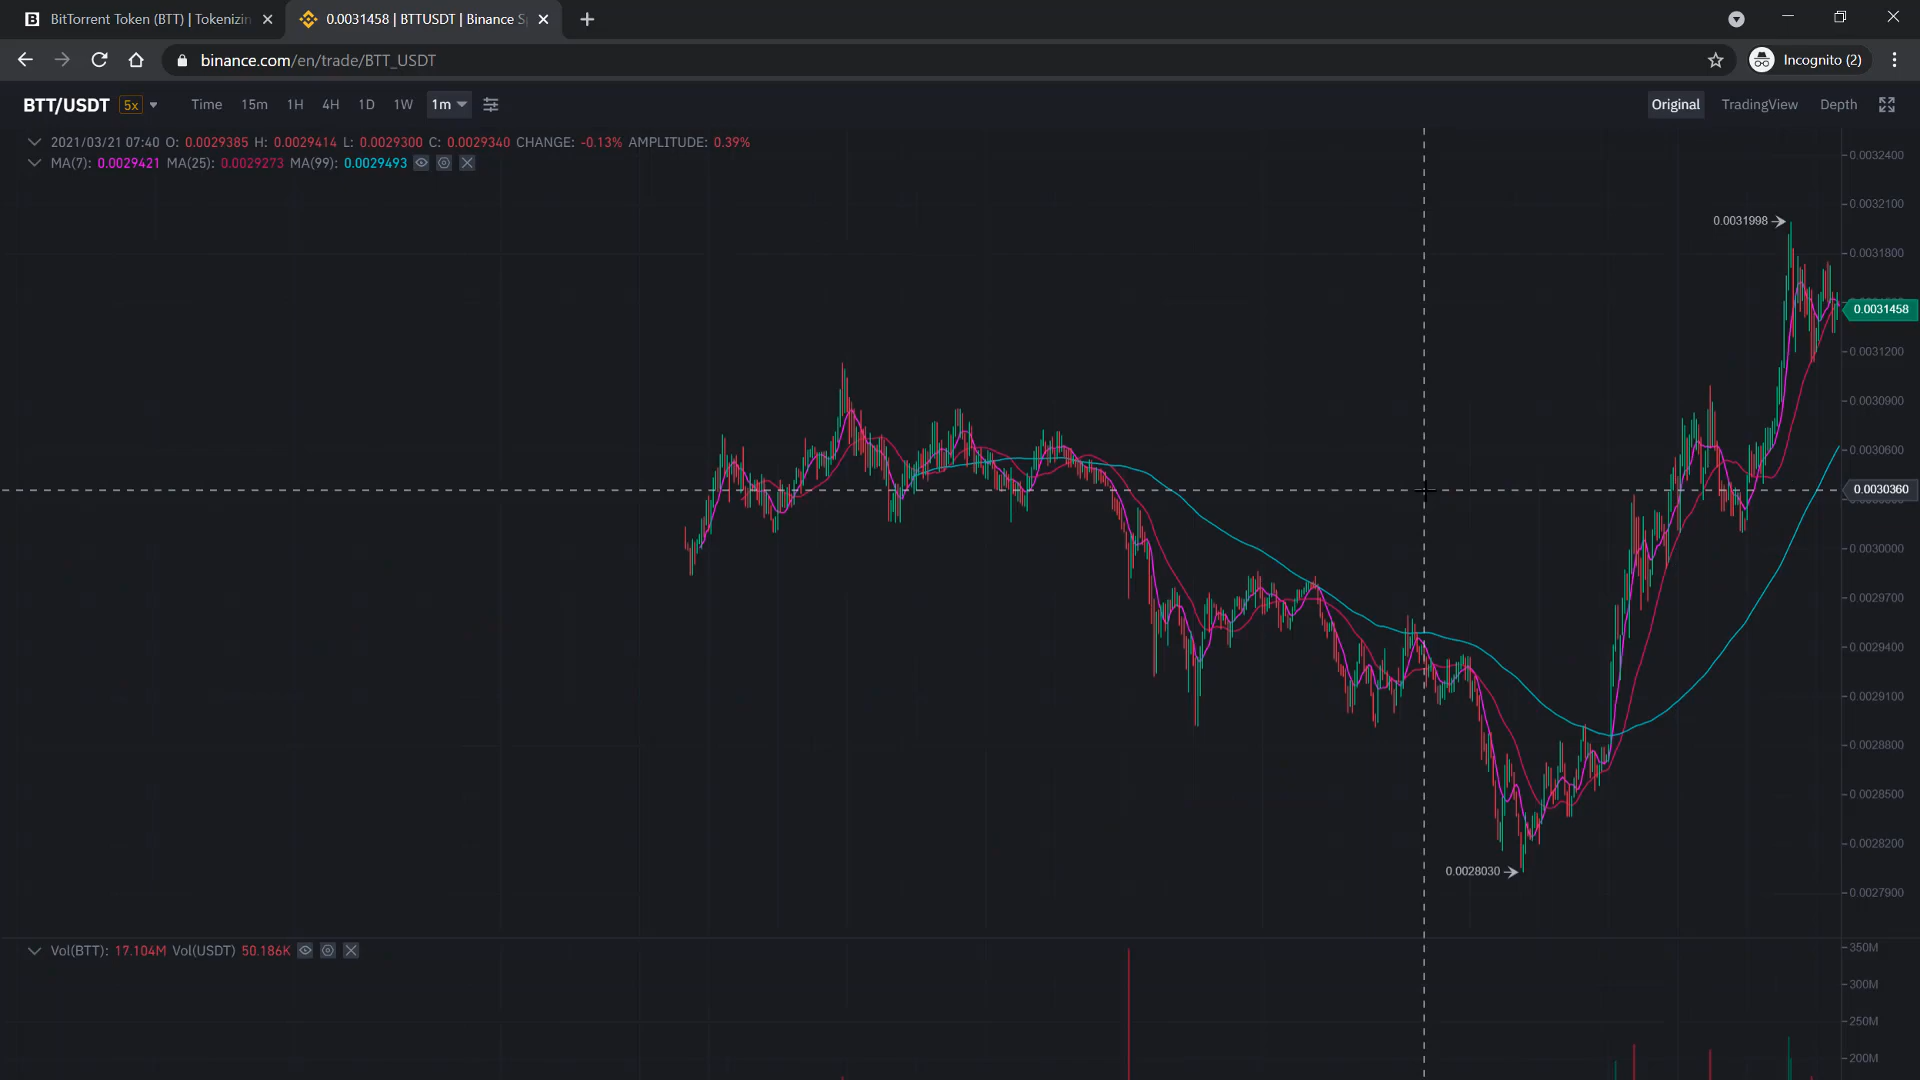 BitTorrent Token (BTT) | Tokenizin
0.0031458 | BTTUSDT | Binance S
binance.com/en/trade/BTT_USDT
Incognito (2)
BTT/USDT 5x Time 15m 1H 4H 1D 1W 1m Original TradingView Depth
2021/03/21 07:40 O: 0.0029385 H: 0.0029414 L: 0.0029300 C: 0.0029340 CHANGE: -0.13% AMPLITUDE: 0.39%
MA(7): 0.0029421 MA(25): 0.0029273 MA(99): 0.0029493
0.0032400
0.0032100
0.0031998
0.0031800
0.0031458
0.0031200
0.0030900
0.0030600
0.0030360
0.0030000
0.0029700
0.0029400
0.0029100
0.0028800
0.0028500
0.0028200
0.0028030
0.0027900
Vol(BTT): 17.104M Vol(USDT) 50.186K
350M
300M
250M
200M